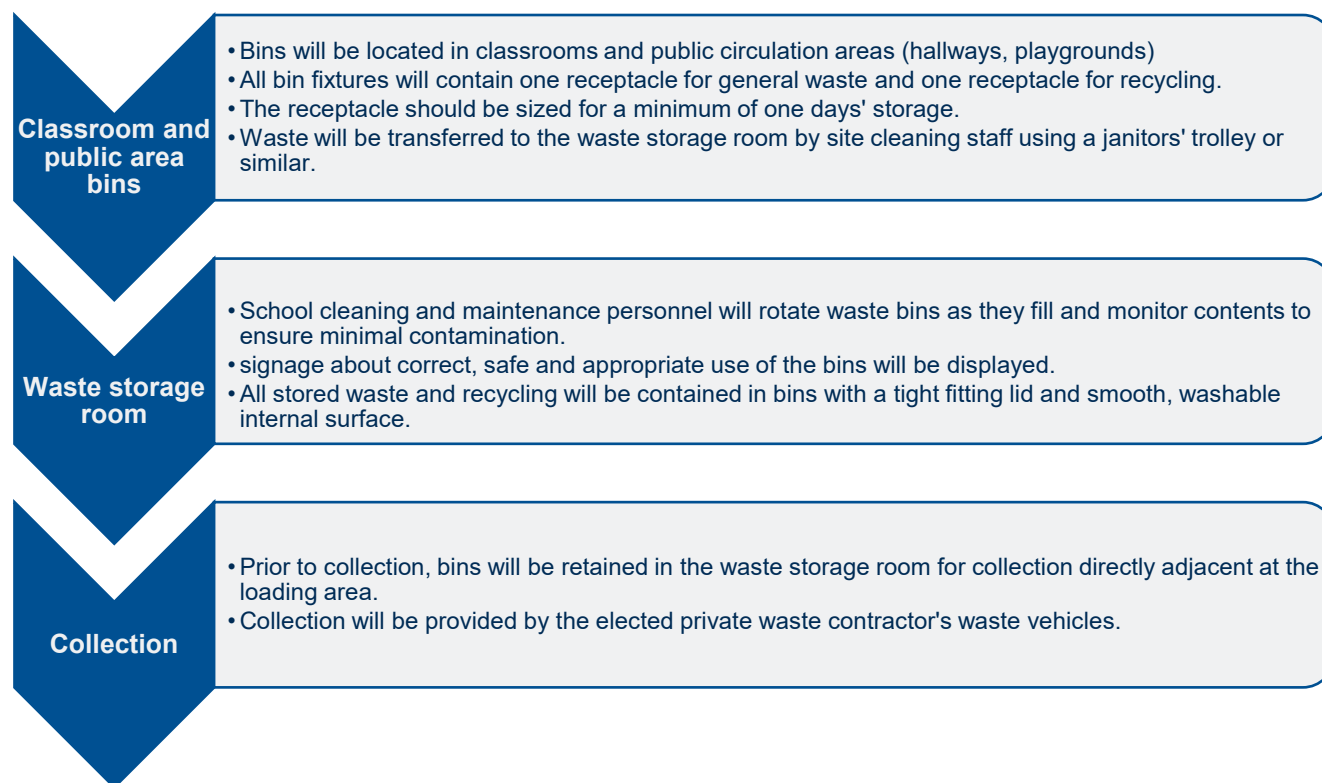 Classroom and
public area
bins
• Bins will be located in classrooms and public circulation areas (hallways, playgrounds)
• All bin fixtures will contain one receptacle for general waste and one receptacle for recycling.
• The receptacle should be sized for a minimum of one days' storage.
• Waste will be transferred to the waste storage room by site cleaning staff using a janitors' trolley or
similar.
Waste storage
room
• School cleaning and maintenance personnel will rotate waste bins as they fill and monitor contents to
ensure minimal contamination.
• signage about correct, safe and appropriate use of the bins will be displayed.
• All stored waste and recycling will be contained in bins with a tight fitting lid and smooth, washable
internal surface.
Collection
• Prior to collection, bins will be retained in the waste storage room for collection directly adjacent at the
loading area.
• Collection will be provided by the elected private waste contractor's waste vehicles.